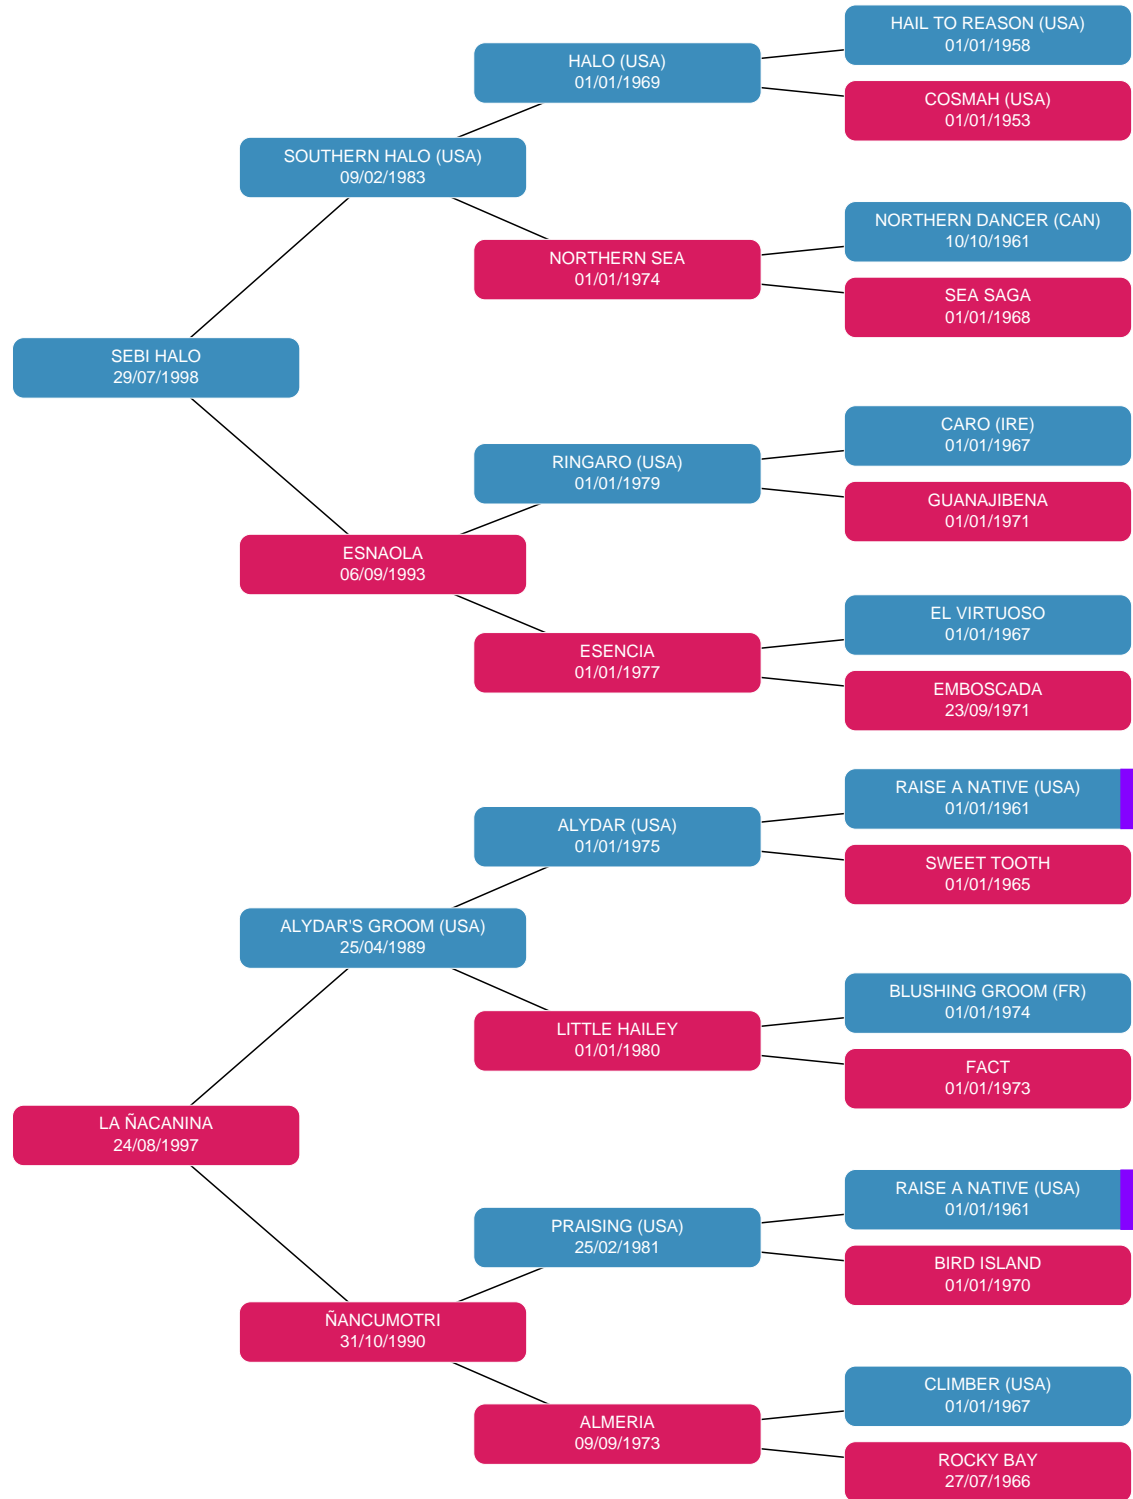 HAIL TO REASON (USA)
01/01/1958
HALO (USA)
01/01/1969
COSMAH (USA)
01/01/1953
SOUTHERN HALO (USA)
09/02/1983
NORTHERN DANCER (CAN)
10/10/1961
NORTHERN SEA
01/01/1974
SEA SAGA
01/01/1968
SEBI HALO
29/07/1998
CARO (IRE)
01/01/1967
RINGARO (USA)
01/01/1979
GUANAJIBENA
01/01/1971
ESNAOLA
06/09/1993
EL VIRTUOSO
01/01/1967
ESENCIA
01/01/1977
EMBOSCADA
23/09/1971
RAISE A NATIVE (USA)
01/01/1961
ALYDAR (USA)
01/01/1975
SWEET TOOTH
01/01/1965
ALYDAR'S GROOM (USA)
25/04/1989
BLUSHING GROOM (FR)
01/01/1974
LITTLE HAILEY
01/01/1980
FACT
01/01/1973
LA ÑACANINA
24/08/1997
RAISE A NATIVE (USA)
01/01/1961
PRAISING (USA)
25/02/1981
BIRD ISLAND
01/01/1970
ÑANCUMOTRI
31/10/1990
CLIMBER (USA)
01/01/1967
ALMERIA
09/09/1973
ROCKY BAY
27/07/1966